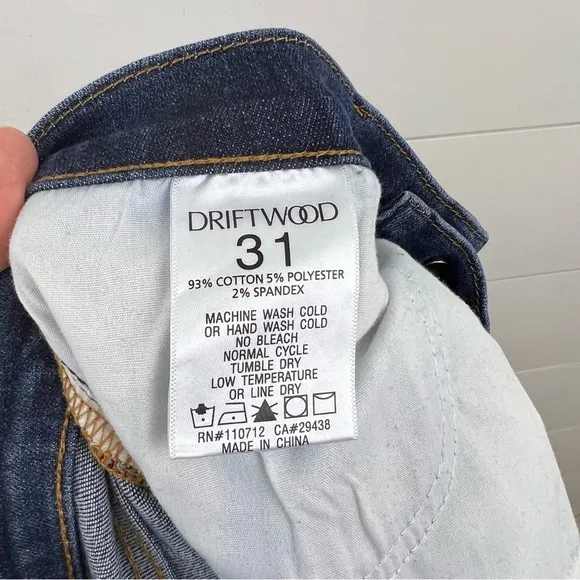 DRIFTWOOD
31
93% COTTON 5% POLYESTER
2% SPANDEX
MACHINE WASH COLD
OR HAND WASH COLD
NO BLEACH
NORMAL CYCLE
TUMBLE DRY
LOW TEMPERATURE
OR LINE DRY
RN#110712 CA#29438
MADE IN CHINA